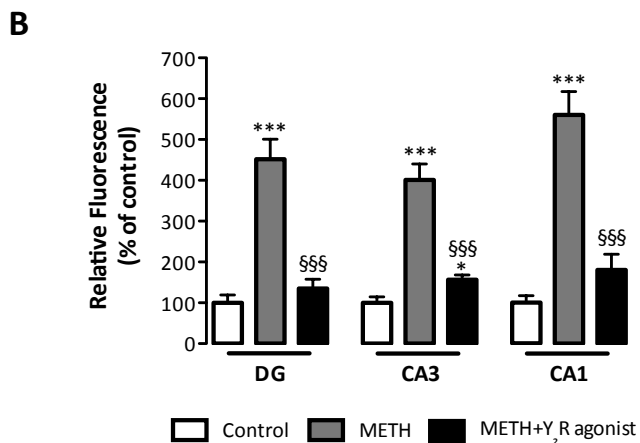 B
Relative Fluorescence
(% of control)
700
600
500
400
300
200
100
0
***
§§§
***
§§§
*
***
§§§
DG
CA3
CA1
Control
METH
METH+Y₂R agonist